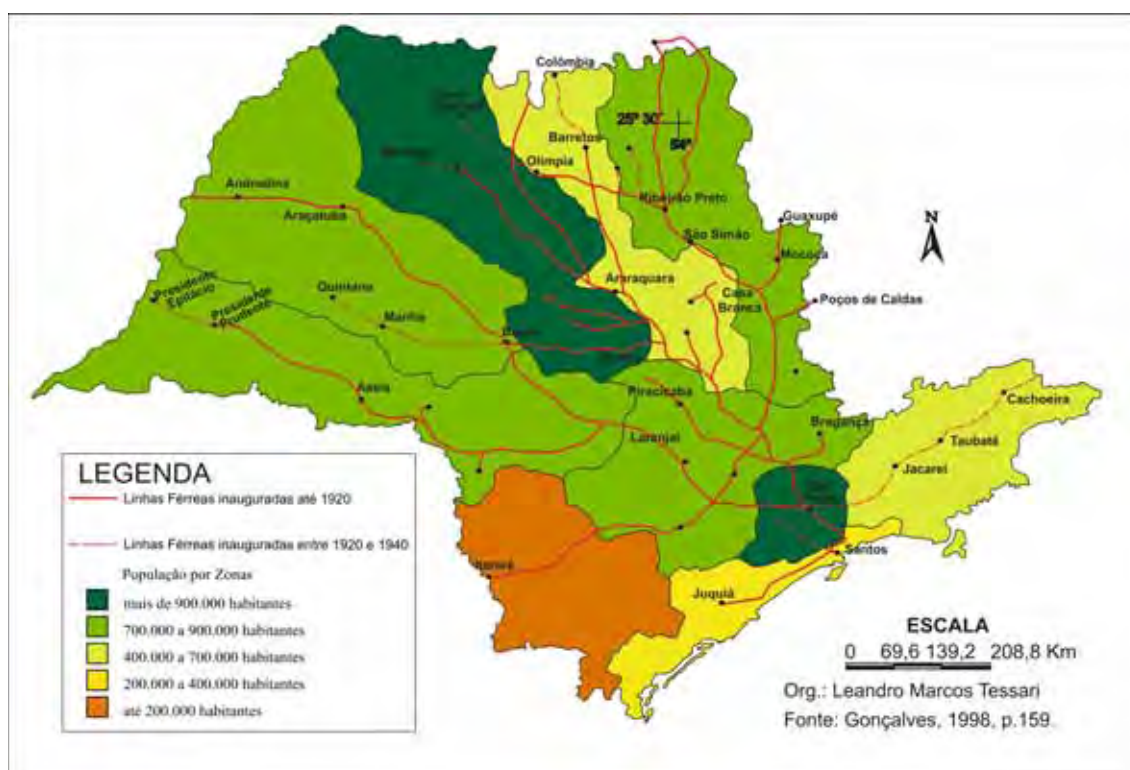 Colômbia
25º 30'
54º
Barretos
Olímpia
Andradina
Araçatuba
Ribeirão Preto
Guaxupé
São Simão
Mococa
N
Presidente
Epitácio
Presidente
Prudente
Quintana
Marília
Araraquara
Casa
Branca
Poços de Caldas
Bauru
Assis
Piracicaba
Bragança
Cachoeira
Laranjal
Taubaté
Jacareí
Santos
Itararé
Juquiá
LEGENDA
Linhas Férreas inauguradas até 1920
Linhas Férreas inauguradas entre 1920 e 1940
População por Zonas
mais de 900.000 habitantes
700.000 a 900.000 habitantes
400.000 a 700.000 habitantes
200.000 a 400.000 habitantes
até 200.000 habitantes
ESCALA
0 69,6 139,2 208,8 Km
Org.: Leandro Marcos Tessari
Fonte: Gonçalves, 1998, p.159.